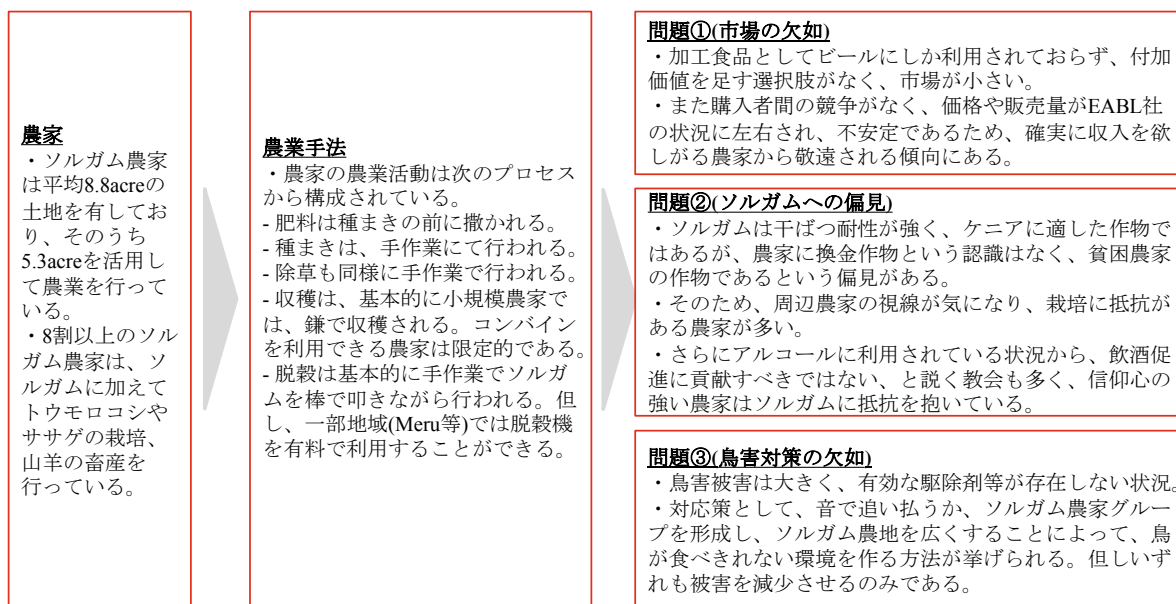 農家
・ソルガム農家
は平均8.8acreの
土地を有してお
り、そのうち
5.3acreを活用し
て農業を行って
いる。
・8割以上のソル
ガム農家は、ソ
ルガムに加えて
トウモロコシや
ササゲの栽培、
山羊の畜産を
行っている。
農業手法
・農家の農業活動は次のプロセス
から構成されている。
- 肥料は種まきの前に撒かれる。
- 種まきは、手作業にて行われる。
- 除草も同様に手作業で行われる。
- 収穫は、基本的に小規模農家で
は、鎌で収穫される。コンバイン
を利用できる農家は限定的である。
- 脱穀は基本的に手作業でソルガ
ムを棒で叩きながら行われる。但
し、一部地域(Meru等)では脱穀機
を有料で利用することができる。
問題①(市場の欠如)
・加工食品としてビールにしか利用されておらず、付加
価値を足す選択肢がなく、市場が小さい。
・また購入者間の競争がなく、価格や販売量がEABL社
の状況に左右され、不安定であるため、確実に収入を欲
しがる農家から敬遠される傾向にある。
問題②(ソルガムへの偏見)
・ソルガムは干ばつ耐性が強く、ケニアに適した作物で
はあるが、農家に換金作物という認識はなく、貧困農家
の作物であるという偏見がある。
・そのため、周辺農家の視線が気になり、栽培に抵抗が
ある農家が多い。
・さらにアルコールに利用されている状況から、飲酒促
進に貢献すべきではない、と説く教会も多く、信仰心の
強い農家はソルガムに抵抗を抱いている。
問題③(鳥害対策の欠如)
・鳥害被害は大きく、有効な駆除剤等が存在しない状況。
・対応策として、音で追い払うか、ソルガム農家グルー
プを形成し、ソルガム農地を広くすることによって、鳥
が食べきれない環境を作る方法が挙げられる。但しいず
れも被害を減少させるのみである。